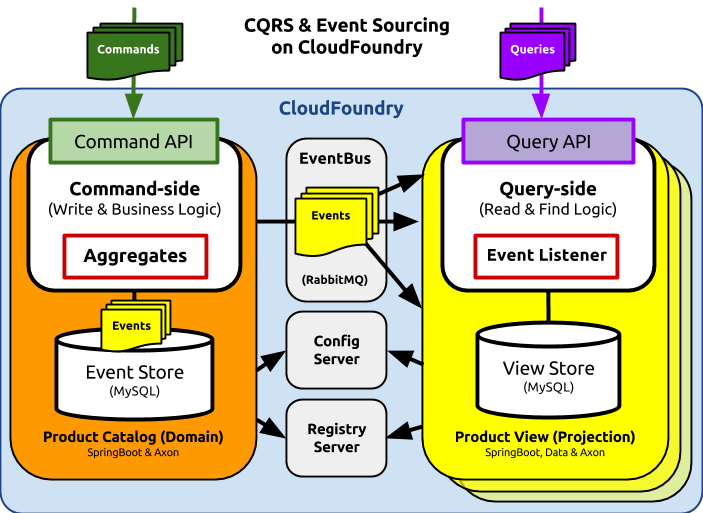 CQRS & Event Sourcing
on CloudFoundry
Commands
Queries
CloudFoundry
Command API
Command-side
(Write & Business Logic)
Aggregates
Events
Event Store
(MySQL)
Product Catalog (Domain)
SpringBoot & Axon
EventBus
Events
(RabbitMQ)
Config
Server
Registry
Server
Query API
Query-side
(Read & Find Logic)
Event Listener
View Store
(MySQL)
Product View (Projection)
SpringBoot, Data & Axon